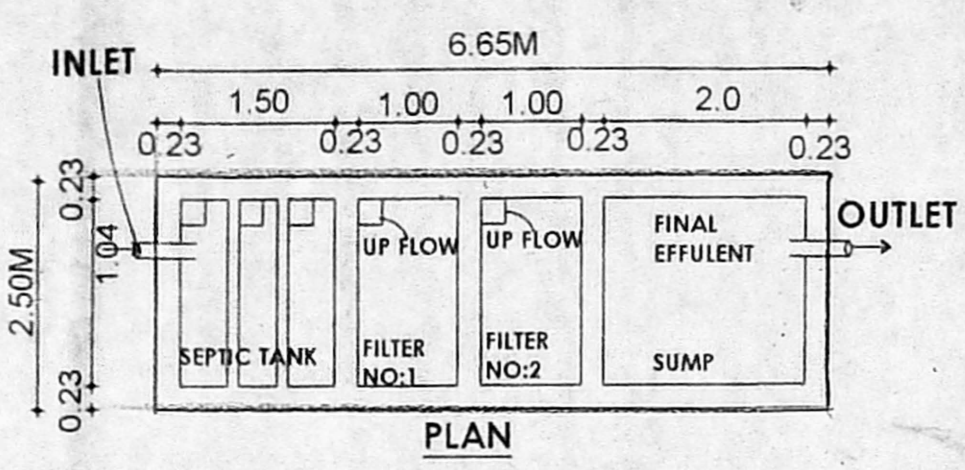 INLET
6.65M
1.50
1.00
1.00
2.0
0.23
0.23
0.23
0.23
0.23
0.23
1.04
2.50M
0.23
OUTLET
UP FLOW
UP FLOW
FINAL
EFFULENT
SEPTIC TANK
FILTER
NO:1
FILTER
NO:2
SUMP
PLAN